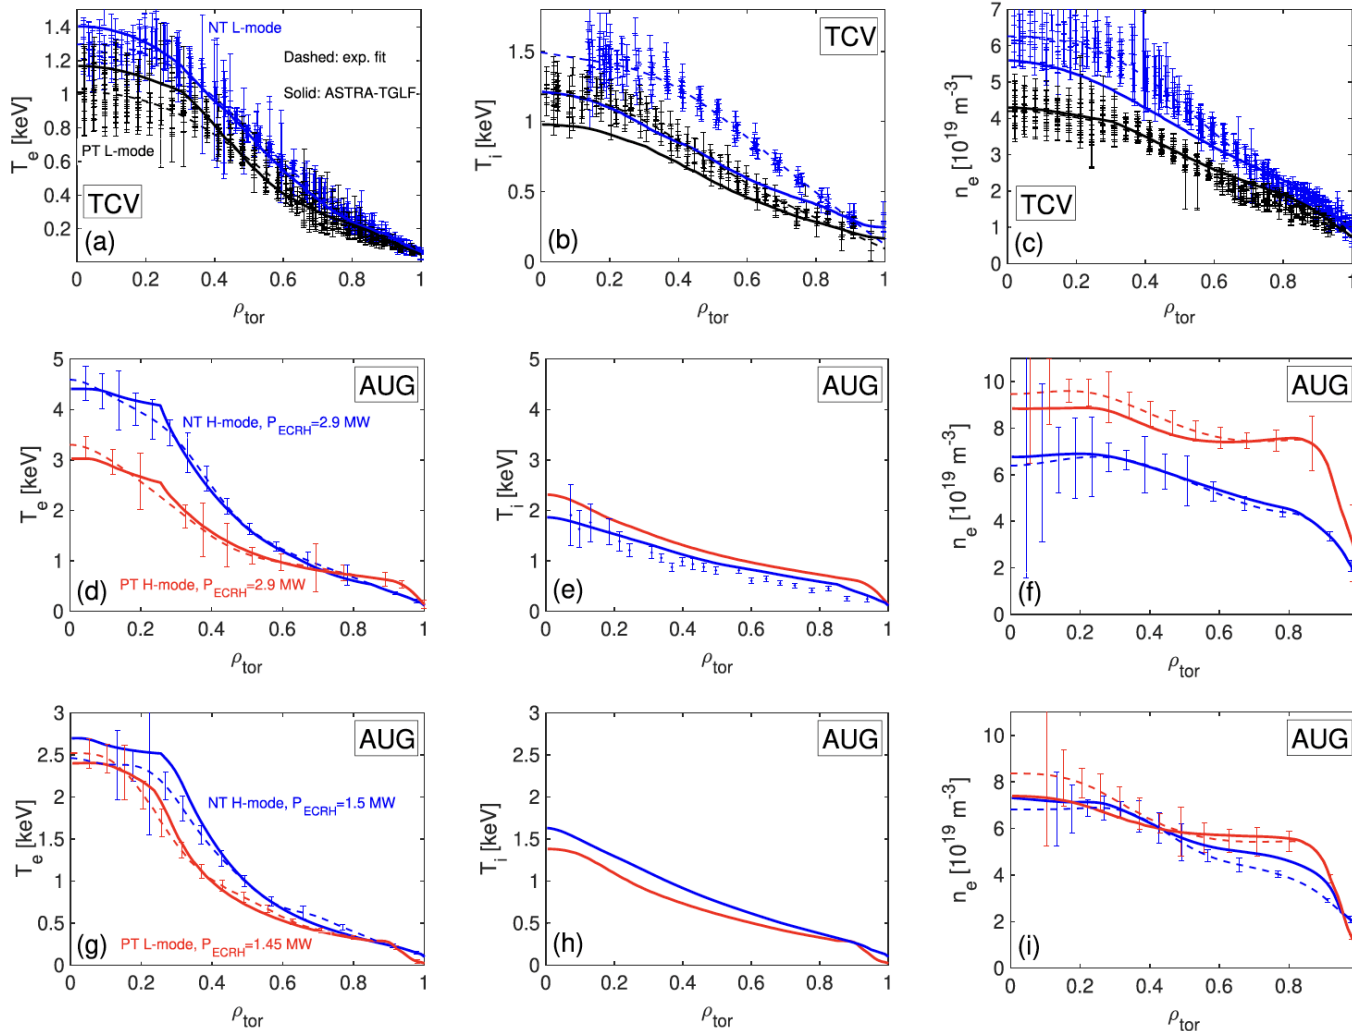 1.4
1.2
1
0.8
0.6
0.4
0.2
T_e [keV]
NT L-mode
Dashed: exp. fit
Solid: ASTRA-TGLF-
PT L-mode
TCV
(a)
0 0.2 0.4 0.6 0.8 1
ρ_tor
1.5
1
0.5
0
T_i [keV]
TCV
(b)
0 0.2 0.4 0.6 0.8 1
ρ_tor
7
6
5
4
3
2
1
0
n_e [10^19 m^-3]
TCV
(c)
0 0.2 0.4 0.6 0.8 1
ρ_tor
5
4
3
2
1
0
T_e [keV]
AUG
NT H-mode, P_ECRH=2.9 MW
PT H-mode, P_ECRH=2.9 MW
(d)
0 0.2 0.4 0.6 0.8 1
ρ_tor
5
4
3
2
1
0
T_i [keV]
AUG
(e)
0 0.2 0.4 0.6 0.8 1
ρ_tor
10
8
6
4
2
0
n_e [10^19 m^-3]
AUG
(f)
0 0.2 0.4 0.6 0.8
ρ_tor
3
2.5
2
1.5
1
0.5
0
T_e [keV]
AUG
NT H-mode, P_ECRH=1.5 MW
PT L-mode, P_ECRH=1.45 MW
(g)
0 0.2 0.4 0.6 0.8 1
ρ_tor
3
2.5
2
1.5
1
0.5
0
T_i [keV]
AUG
(h)
0 0.2 0.4 0.6 0.8 1
ρ_tor
10
8
6
4
2
0
n_e [10^19 m^-3]
AUG
(i)
0 0.2 0.4 0.6 0.8
ρ_tor